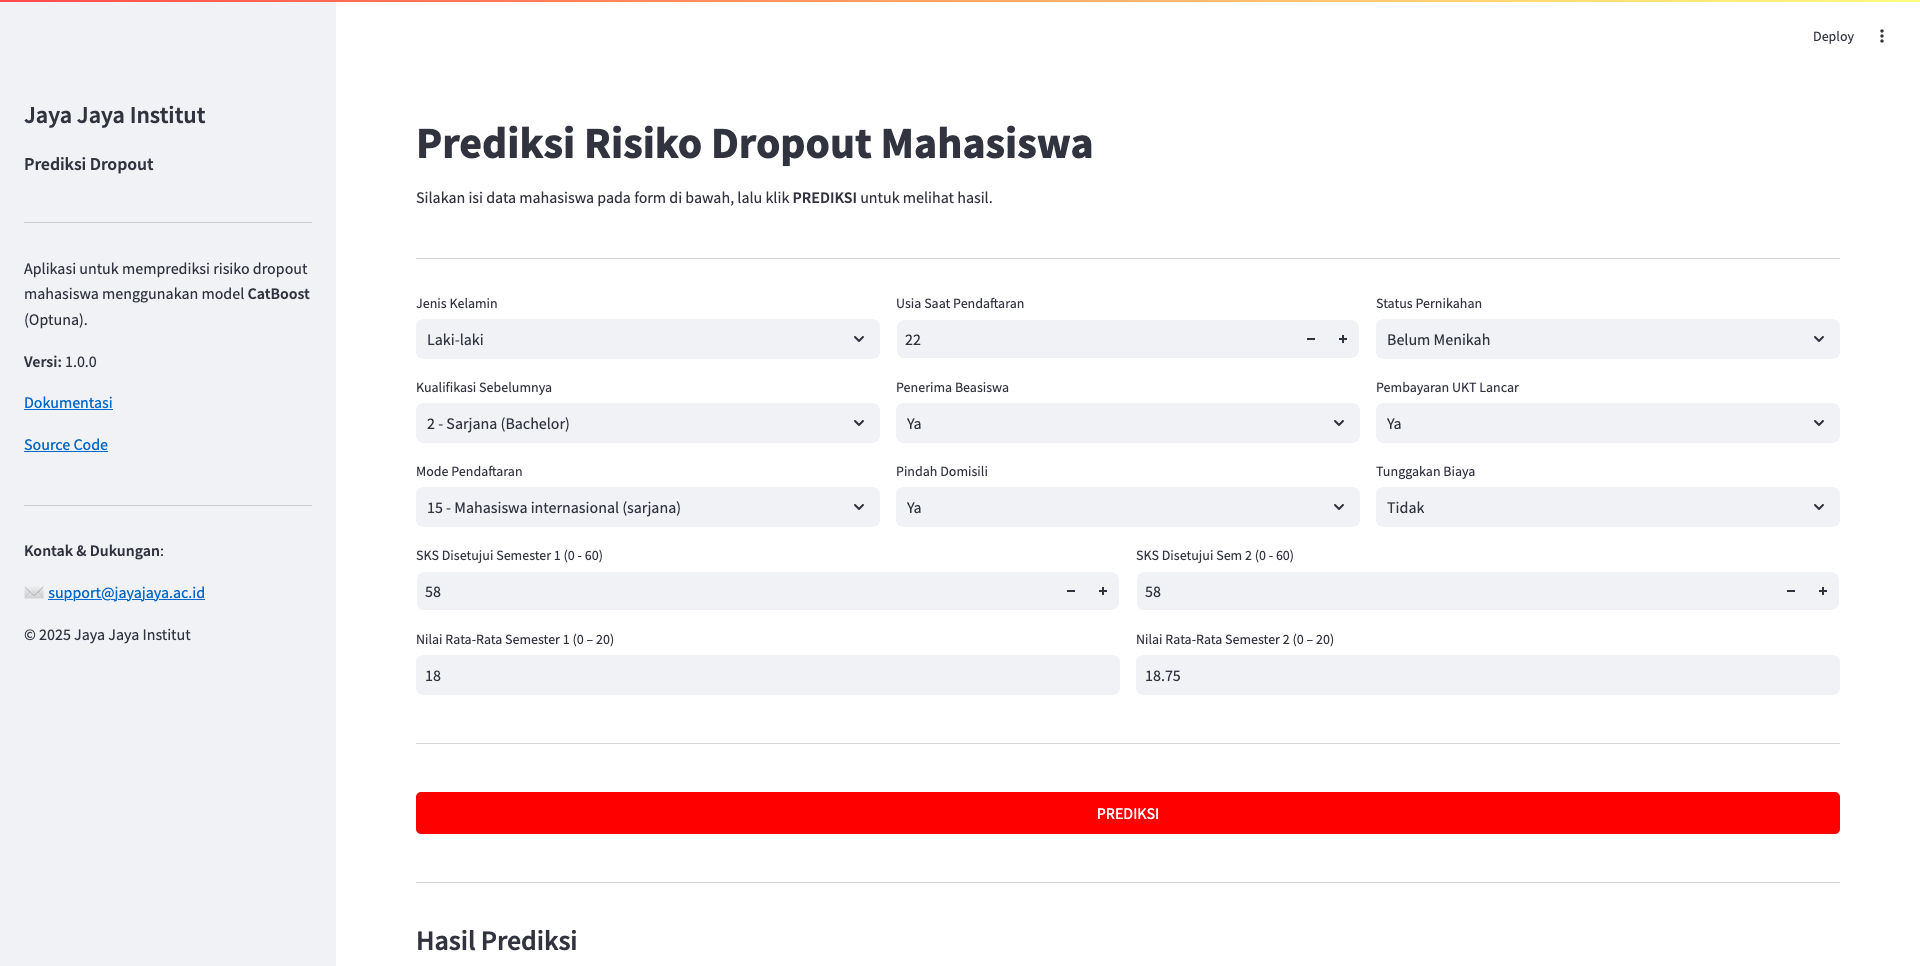 Deploy
Jaya Jaya Institut
Prediksi Dropout
Aplikasi untuk memprediksi risiko dropout
mahasiswa menggunakan model CatBoost
(Optuna).
Versi: 1.0.0
Dokumentasi
Source Code
Kontak & Dukungan:
✉️ support@jayajaya.ac.id
© 2025 Jaya Jaya Institut
Prediksi Risiko Dropout Mahasiswa
Silakan isi data mahasiswa pada form di bawah, lalu klik PREDIKSI untuk melihat hasil.
Jenis Kelamin
Laki-laki
Usia Saat Pendaftaran
22
Status Pernikahan
Belum Menikah
Kualifikasi Sebelumnya
2 - Sarjana (Bachelor)
Penerima Beasiswa
Ya
Pembayaran UKT Lancar
Ya
Mode Pendaftaran
15 - Mahasiswa internasional (sarjana)
Pindah Domisili
Ya
Tunggakan Biaya
Tidak
SKS Disetujui Semester 1 (0 - 60)
58
SKS Disetujui Sem 2 (0 - 60)
58
Nilai Rata-Rata Semester 1 (0 – 20)
18
Nilai Rata-Rata Semester 2 (0 – 20)
18.75
PREDIKSI
Hasil Prediksi